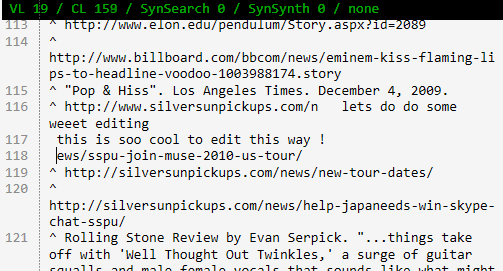 VL 19 / CL 159 / SynSearch 0 / SynSynth 0 / none
113 ^ http://www.elon.edu/pendulum/Story.aspx?id=2089
114 ^
http://www.billboard.com/bbcom/news/eminem-kiss-flaming-li
ps-to-headline-voodoo-1003988174.story
115 ^ "Pop & Hiss". Los Angeles Times. December 4, 2009.
116 ^ http://www.silversunpickups.com/n   lets do do some
weeet editing
117 this is soo cool to edit this way !
118 ews/sspu-join-muse-2010-us-tour/
119 ^ http://silversunpickups.com/news/new-tour-dates/
120 ^
http://silversunpickups.com/news/help-japaneeds-win-skype-
chat-sspu/
121 ^ Rolling Stone Review by Evan Serpick. "...things take
off with 'Well Thought Out Twinkles,' a surge of guitar
squalls and male-female vocals that sounds like what might